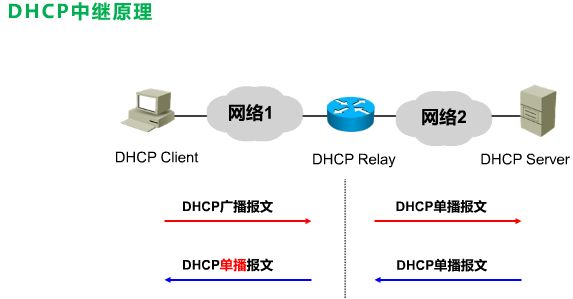 DHCP中继原理
网络1
网络2
DHCP Client
DHCP Relay
DHCP Server
DHCP广播报文
DHCP单播报文
DHCP单播报文
DHCP单播报文